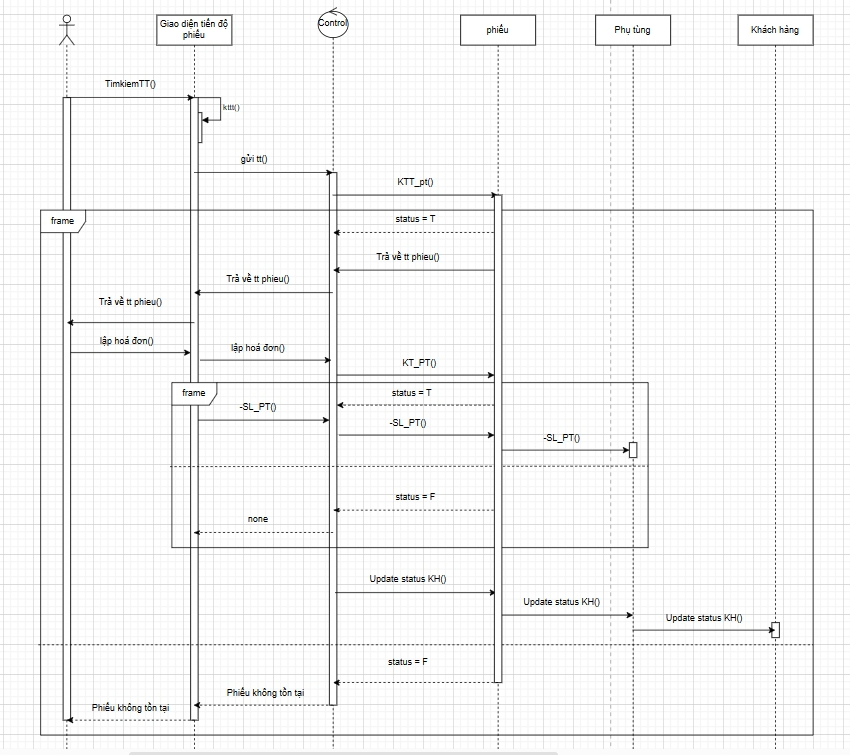 Giao diện tiến độ
phiếu
Control
phiếu
Phụ tùng
Khách hàng
TimkiemTT()
kttt()
gửi tt()
KTT_pt()
frame
status = T
Trả về tt phieu()
Trả về tt phieu()
Trả về tt phieu()
lập hoá đơn()
lập hoá đơn()
KT_PT()
frame
status = T
-SL_PT()
-SL_PT()
-SL_PT()
status = F
none
Update status KH()
Update status KH()
Update status KH()
status = F
Phiếu không tồn tại
Phiếu không tồn tại